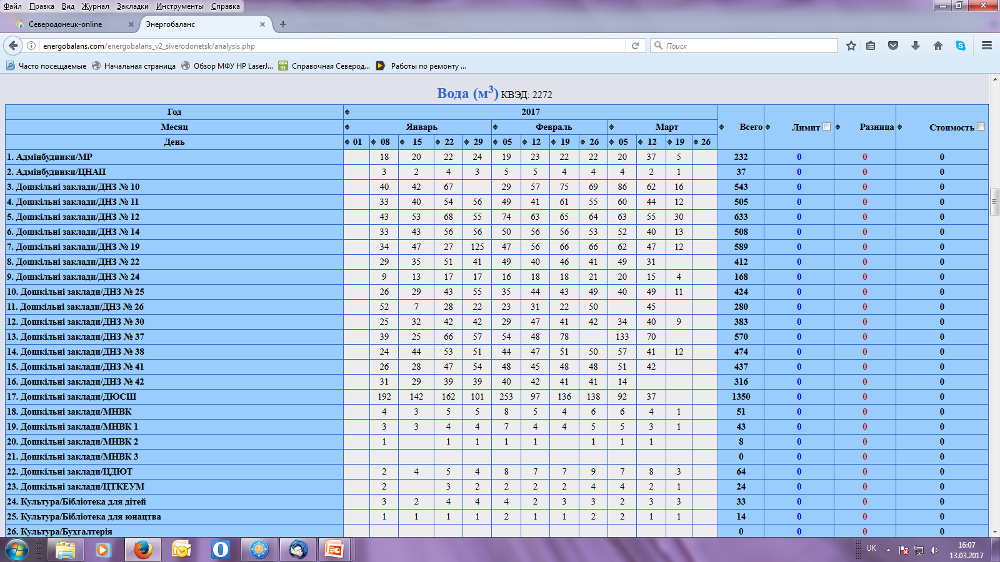 Файл Правка Вид Журнал Закладки Инструменты Справка
Северодонецк-online × Энергобаланс × +
energobalans.com/energobalans_v2_siverodonetsk/analysis.php Поиск
Часто посещаемые Начальная страница Обзор МФУ HP LaserJ... 064 52 Справочная Северод... Работы по ремонту ...
Вода (м³) КВЭД: 2272
Год 2017
Месяц Январь Февраль Март Всего Лимит Разница Стоимость
День 01 08 15 22 29 05 12 19 26 05 12 19 26
1. Адмінбудинки/МР 18 20 22 24 19 23 22 22 20 37 5 232 0 0 0
2. Адмінбудинки/ЦНАП 3 2 4 3 5 5 4 4 4 2 1 37 0 0 0
3. Дошкільні заклади/ДНЗ № 10 40 42 67 29 57 75 69 86 62 16 543 0 0 0
4. Дошкільні заклади/ДНЗ № 11 33 40 54 56 49 41 61 55 60 44 12 505 0 0 0
5. Дошкільні заклади/ДНЗ № 12 43 53 68 55 74 63 65 64 63 55 30 633 0 0 0
6. Дошкільні заклади/ДНЗ № 14 33 43 56 56 50 56 56 53 52 40 13 508 0 0 0
7. Дошкільні заклади/ДНЗ № 19 34 47 27 125 47 56 66 66 62 47 12 589 0 0 0
8. Дошкільні заклади/ДНЗ № 22 29 35 51 41 49 40 46 41 49 31 412 0 0 0
9. Дошкільні заклади/ДНЗ № 24 9 13 17 17 16 18 18 21 20 15 4 168 0 0 0
10. Дошкільні заклади/ДНЗ № 25 26 29 43 55 35 44 43 49 40 49 11 424 0 0 0
11. Дошкільні заклади/ДНЗ № 26 52 7 28 22 23 31 22 50 45 280 0 0 0
12. Дошкільні заклади/ДНЗ № 30 25 32 42 42 29 47 41 42 34 40 9 383 0 0 0
13. Дошкільні заклади/ДНЗ № 37 39 25 66 57 54 48 78 133 70 570 0 0 0
14. Дошкільні заклади/ДНЗ № 38 24 44 53 51 44 47 51 50 57 41 12 474 0 0 0
15. Дошкільні заклади/ДНЗ № 41 26 28 47 54 48 45 48 48 51 42 437 0 0 0
16. Дошкільні заклади/ДНЗ № 42 31 29 39 39 40 42 41 41 14 316 0 0 0
17. Дошкільні заклади/ДЮСШ 192 142 162 101 253 97 136 138 92 37 1350 0 0 0
18. Дошкільні заклади/МНВК 4 3 5 5 8 5 4 6 6 4 1 51 0 0 0
19. Дошкільні заклади/МНВК 1 3 3 4 4 7 4 4 5 5 3 1 43 0 0 0
20. Дошкільні заклади/МНВК 2 1 1 1 1 1 1 1 1 8 0 0 0
21. Дошкільні заклади/МНВК 3 0 0 0 0
22. Дошкільні заклади/ЦДЮТ 2 4 5 4 8 7 7 9 7 8 3 64 0 0 0
23. Дошкільні заклади/ЦТКЕУМ 2 3 2 2 2 2 4 4 2 1 24 0 0 0
24. Культура/Бібліотека для дітей 3 2 4 4 4 2 3 3 2 3 3 33 0 0 0
25. Культура/Бібліотека для юнацтва 1 1 1 1 2 1 1 2 2 1 1 14 0 0 0
26. Культура/Бухгалтерія 0 0 0 0
UK 16:07
13.03.2017